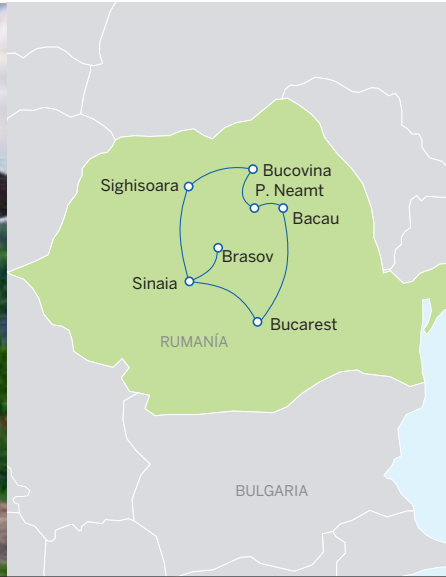 Bucovina
P. Neamt
Sighisoara
Bacau
Brasov
Sinaia
Bucarest
RUMANÍA
BULGARIA